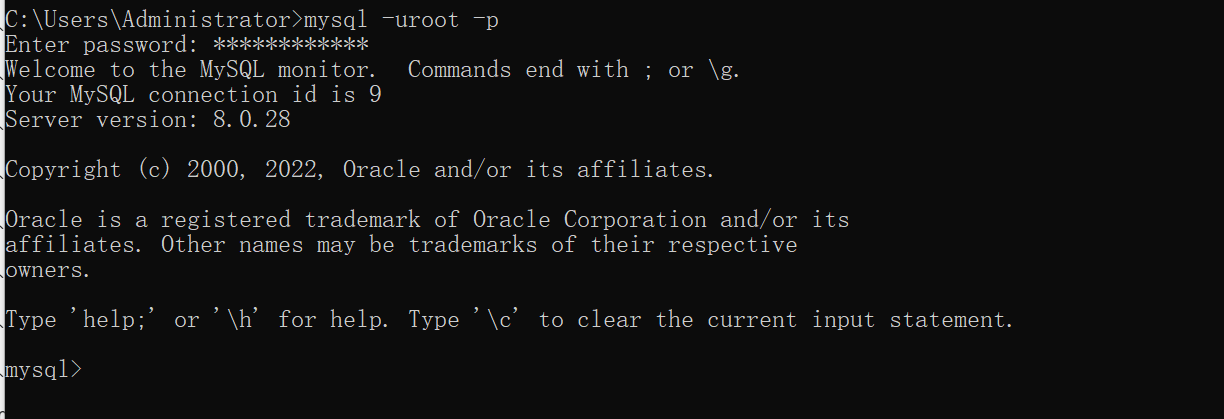 C:\Users\Administrator>mysql -uroot -p
Enter password: ************
Welcome to the MySQL monitor.  Commands end with ; or \g.
Your MySQL connection id is 9
Server version: 8.0.28
Copyright (c) 2000, 2022, Oracle and/or its affiliates.
Oracle is a registered trademark of Oracle Corporation and/or its
affiliates. Other names may be trademarks of their respective
owners.
Type 'help;' or '\h' for help. Type '\c' to clear the current input statement.
mysql>